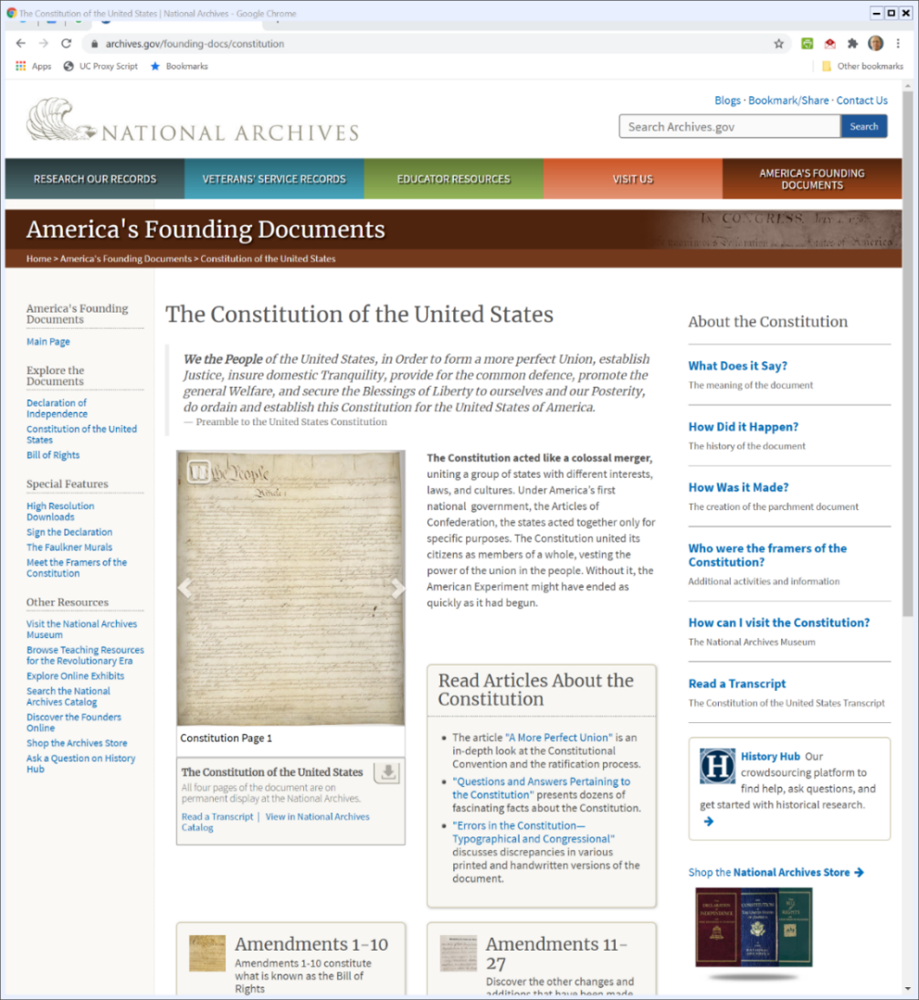 The Constitution of the United States | National Archives - Google Chrome
archives.gov/founding-docs/constitution
Apps UC Proxy Script Bookmarks Other bookmarks
Blogs · Bookmark/Share · Contact Us
NATIONAL ARCHIVES
Search Archives.gov Search
RESEARCH OUR RECORDS VETERANS' SERVICE RECORDS EDUCATOR RESOURCES VISIT US AMERICA'S FOUNDING
DOCUMENTS
America's Founding Documents
IN CONGRESS,
Home > America's Founding Documents > Constitution of the United States
America's Founding
Documents
Main Page
Explore the
Documents
Declaration of
Independence
Constitution of the United
States
Bill of Rights
Special Features
High Resolution
Downloads
Sign the Declaration
The Faulkner Murals
Meet the Framers of the
Constitution
Other Resources
Visit the National Archives
Museum
Browse Teaching Resources
for the Revolutionary Era
Explore Online Exhibits
Search the National
Archives Catalog
Discover the Founders
Online
Shop the Archives Store
Ask a Question on History
Hub
The Constitution of the United States
We the People of the United States, in Order to form a more perfect Union, establish
Justice, insure domestic Tranquility, provide for the common defence, promote the
general Welfare, and secure the Blessings of Liberty to ourselves and our Posterity,
do ordain and establish this Constitution for the United States of America.
— Preamble to the United States Constitution
We the People
Article I
Constitution Page 1
The Constitution of the United States
All four pages of the document are on
permanent display at the National Archives.
Read a Transcript | View in National Archives
Catalog
The Constitution acted like a colossal merger,
uniting a group of states with different interests,
laws, and cultures. Under America's first
national government, the Articles of
Confederation, the states acted together only for
specific purposes. The Constitution united its
citizens as members of a whole, vesting the
power of the union in the people. Without it, the
American Experiment might have ended as
quickly as it had begun.
Read Articles About the
Constitution
• The article "A More Perfect Union" is an
in-depth look at the Constitutional
Convention and the ratification process.
• "Questions and Answers Pertaining to
the Constitution" presents dozens of
fascinating facts about the Constitution.
• "Errors in the Constitution—
Typographical and Congressional"
discusses discrepancies in various
printed and handwritten versions of the
document.
Amendments 1-10
Amendments 1-10 constitute
what is known as the Bill of
Rights
Amendments 11-
27
Discover the other changes and
additions that have been made
About the Constitution
What Does it Say?
The meaning of the document
How Did it Happen?
The history of the document
How Was it Made?
The creation of the parchment document
Who were the framers of the
Constitution?
Additional activities and information
How can I visit the Constitution?
The National Archives Museum
Read a Transcript
The Constitution of the United States Transcript
H
History Hub Our
crowdsourcing platform to
find help, ask questions, and
get started with historical research.
Shop the National Archives Store
DECLARATION
INDEPENDENCE
CONSTITUTION
RIGHTS